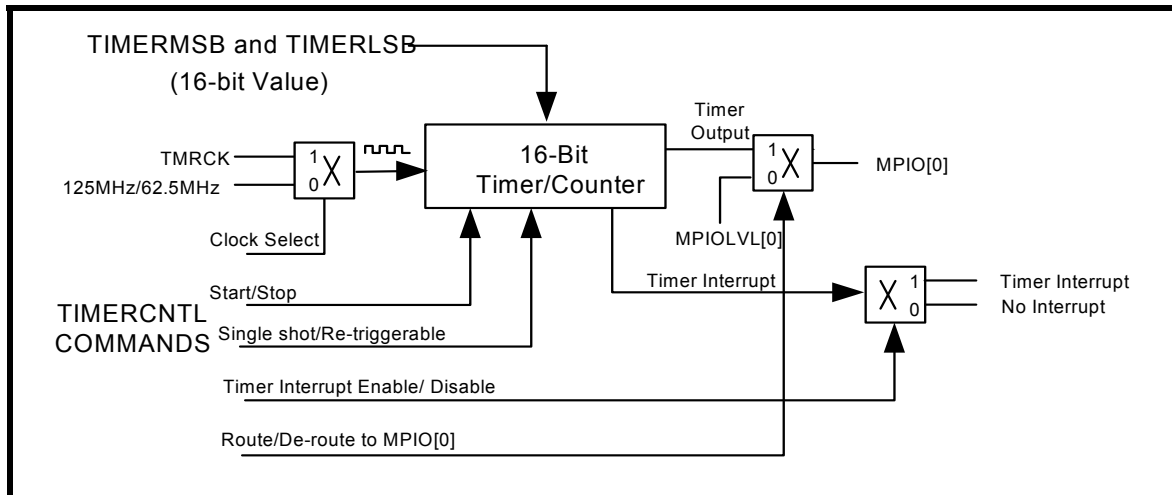 TIMERMSB and TIMERLSB
(16-bit Value)
Timer
Output
TMRCK
125MHz/62.5MHz
1
0
X
16-Bit
Timer/Counter
1
0
X
MPIO[0]
Clock Select
MPIOLVL[0]
Timer Interrupt
X
1
0
Timer Interrupt
No Interrupt
Start/Stop
TIMERCNTL
COMMANDS
Single shot/Re-triggerable
Timer Interrupt Enable/ Disable
Route/De-route to MPIO[0]